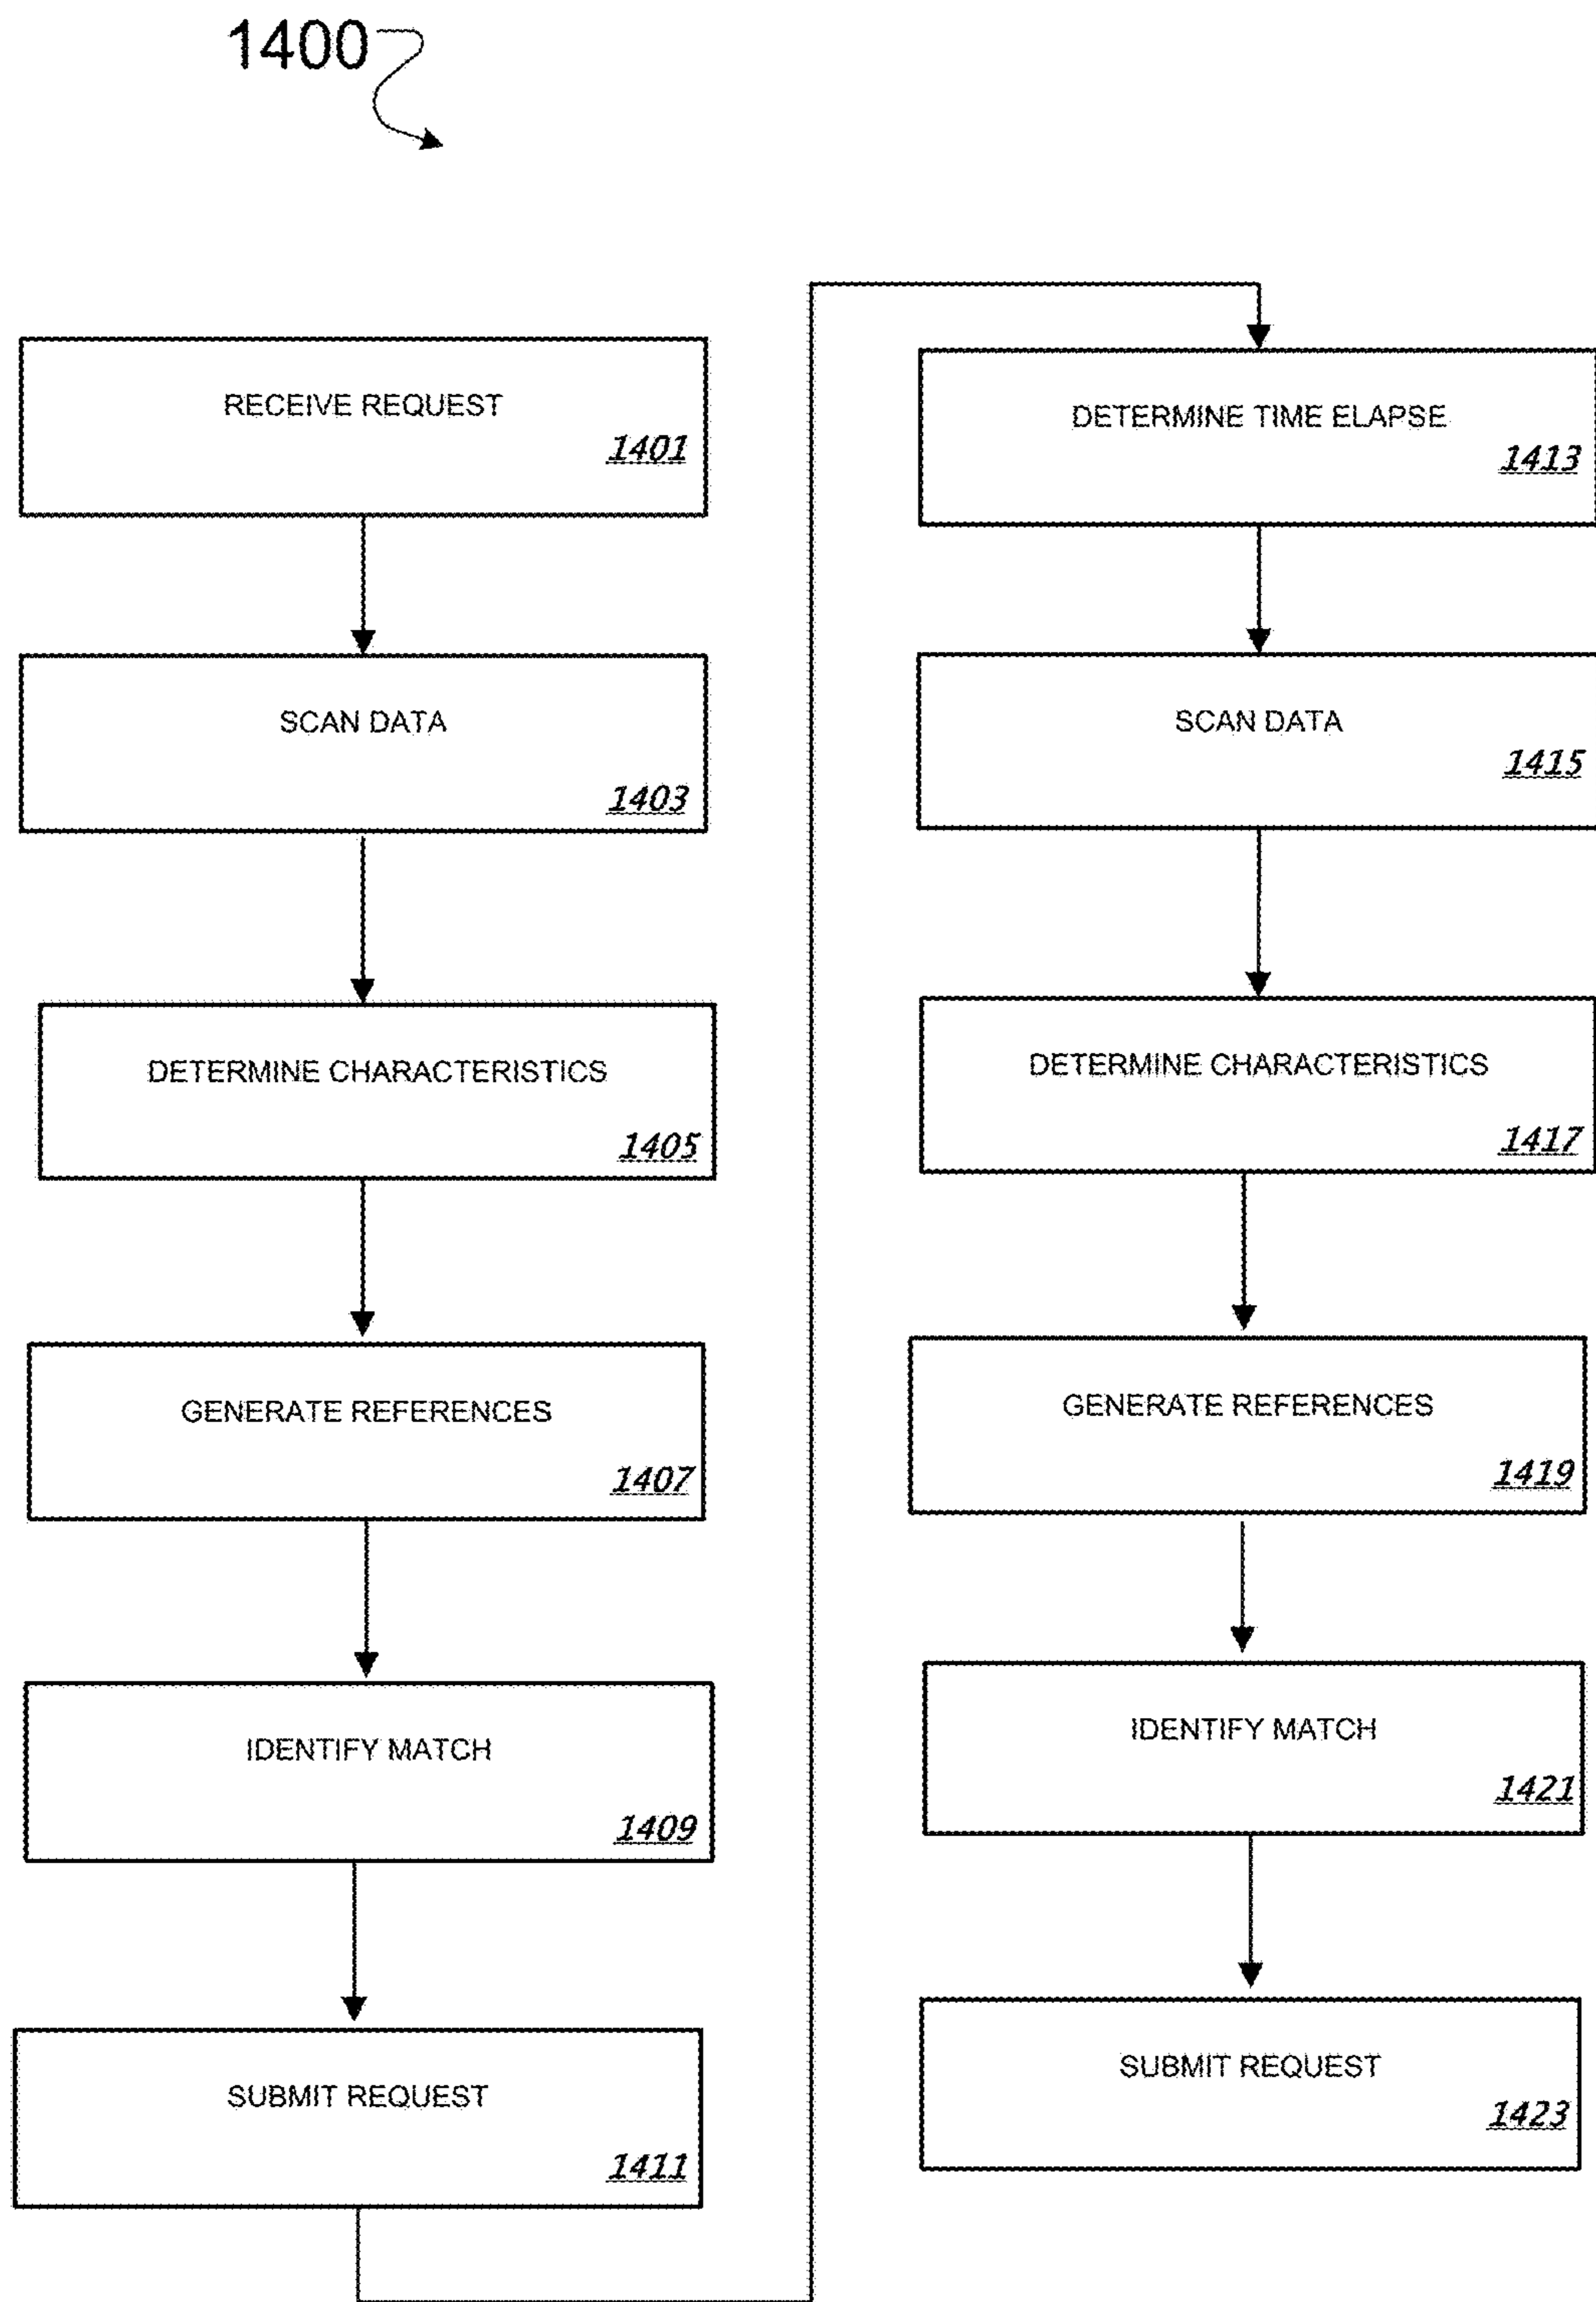 1400
RECEIVE REQUEST
1401
SCAN DATA
1403
DETERMINE CHARACTERISTICS
1405
GENERATE REFERENCES
1407
IDENTIFY MATCH
1409
SUBMIT REQUEST
1411
DETERMINE TIME ELAPSE
1413
SCAN DATA
1415
DETERMINE CHARACTERISTICS
1417
GENERATE REFERENCES
1419
IDENTIFY MATCH
1421
SUBMIT REQUEST
1423